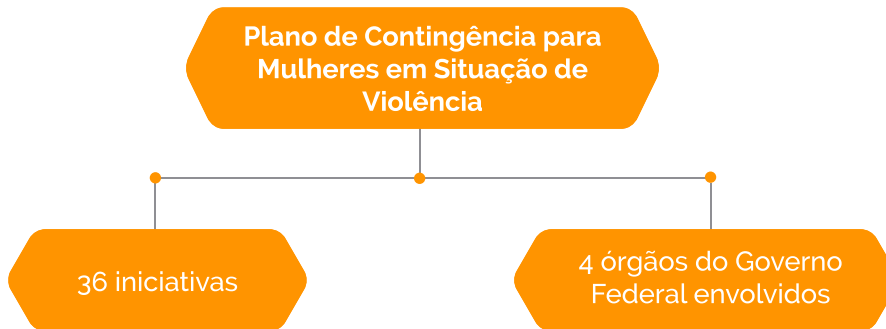 Plano de Contingência para
Mulheres em Situação de
Violência
36 iniciativas
4 órgãos do Governo
Federal envolvidos